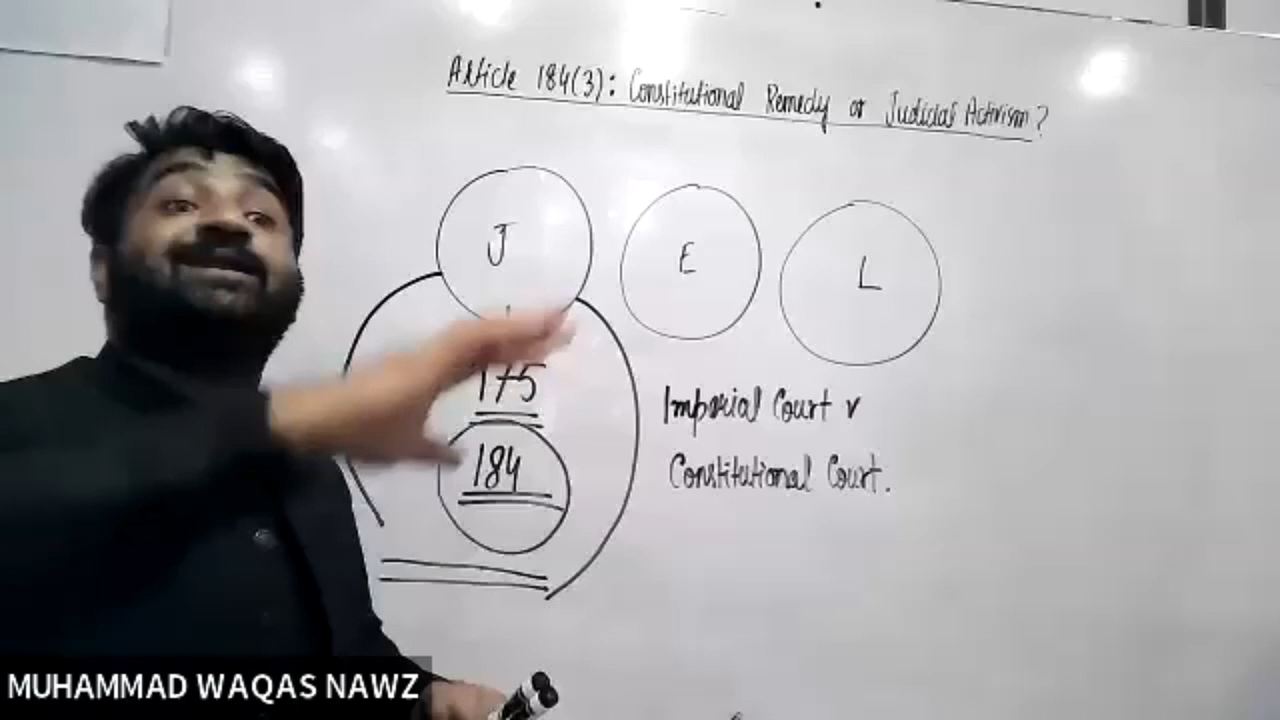 Article 184(3): Constitutional Remedy or Judicial Activism?
J
E
L
175
184
Imperial Court v
Constitutional Court.
MUHAMMAD WAQAS NAWZ